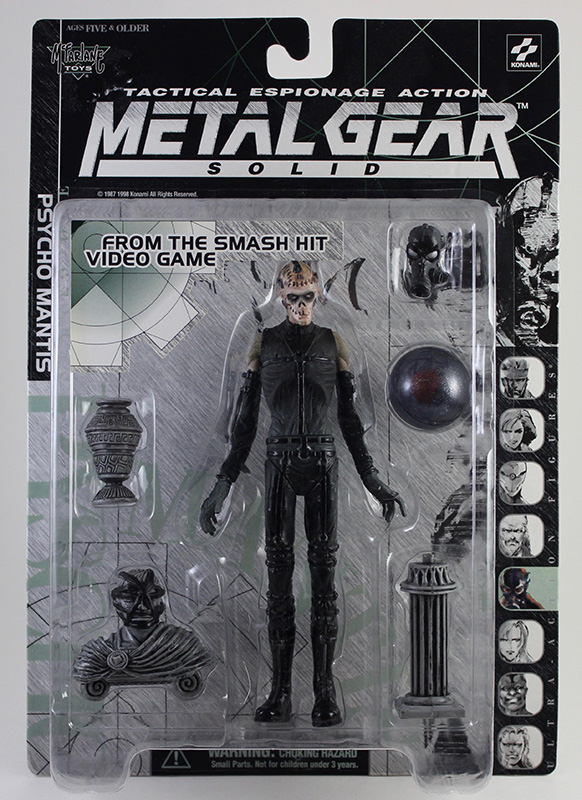 AGES FIVE & OLDER
McFARLANE
TOYS
KONAMI
TACTICAL ESPIONAGE ACTION
METAL GEAR™
SOLID
© 1987 1998 Konami All Rights Reserved.
PSYCHO MANTIS
FROM THE SMASH HIT
VIDEO GAME
ULTRA-ACTION FIGURES
WARNING: CHOKING HAZARD
Small Parts. Not for children under 3 years.